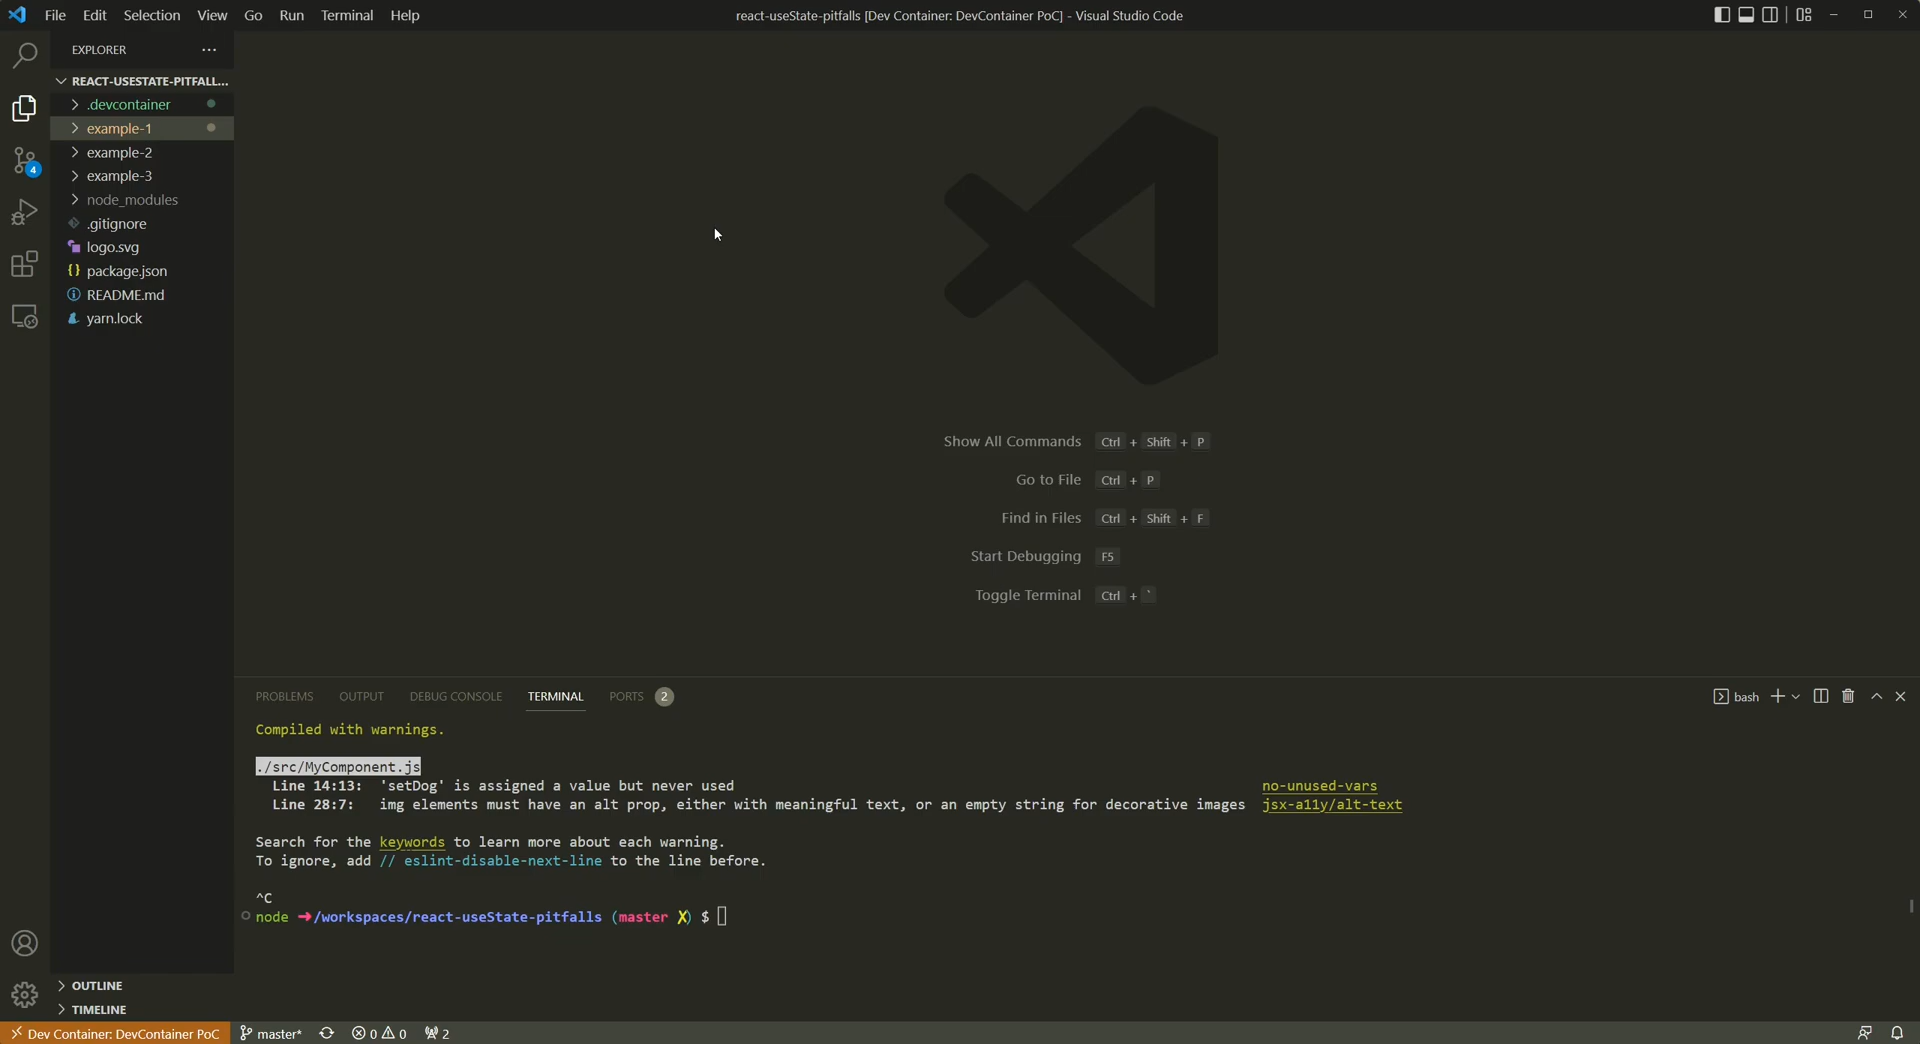 File Edit Selection View Go Run Terminal Help
react-useState-pitfalls [Dev Container: DevContainer PoC] - Visual Studio Code
EXPLORER
REACT-USESTATE-PITFALL...
.devcontainer
example-1
example-2
example-3
node_modules
.gitignore
logo.svg
package.json
README.md
yarn.lock
4
Show All Commands Ctrl + Shift + P
Go to File Ctrl + P
Find in Files Ctrl + Shift + F
Start Debugging F5
Toggle Terminal Ctrl + `
PROBLEMS OUTPUT DEBUG CONSOLE TERMINAL PORTS 2
bash
Compiled with warnings.
./src/MyComponent.js
Line 14:13: 'setDog' is assigned a value but never used no-unused-vars
Line 28:7: img elements must have an alt prop, either with meaningful text, or an empty string for decorative images jsx-a11y/alt-text
Search for the keywords to learn more about each warning.
To ignore, add // eslint-disable-next-line to the line before.
^C
node ➜/workspaces/react-useState-pitfalls (master ✗) $
OUTLINE
TIMELINE
Dev Container: DevContainer PoC master* 0 0 2